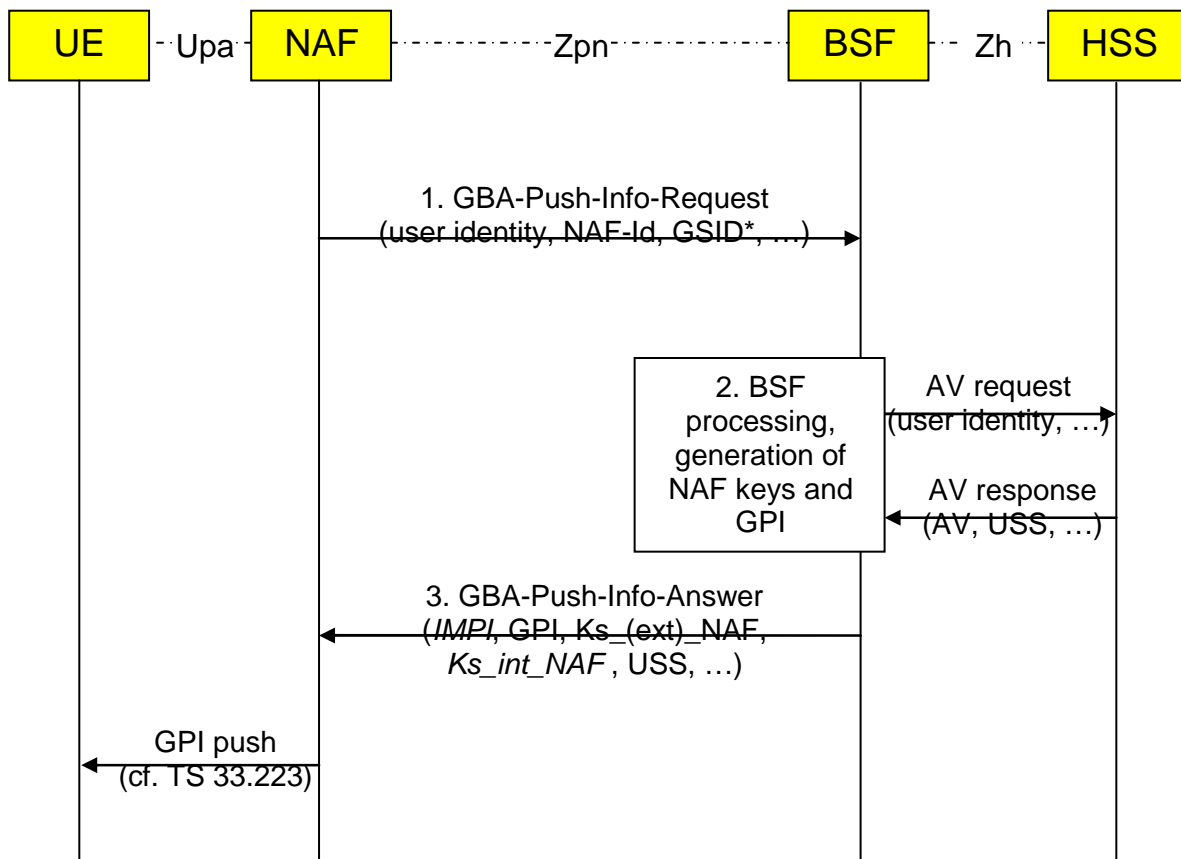 UE Upa NAF Zpn BSF Zh HSS
1. GBA-Push-Info-Request
(user identity, NAF-Id, GSID*, …)
2. BSF
processing,
generation of
NAF keys and
GPI
AV request
(user identity, …)
AV response
(AV, USS, …)
3. GBA-Push-Info-Answer
(IMPI, GPI, Ks_(ext)_NAF,
Ks_int_NAF , USS, …)
GPI push
(cf. TS 33.223)